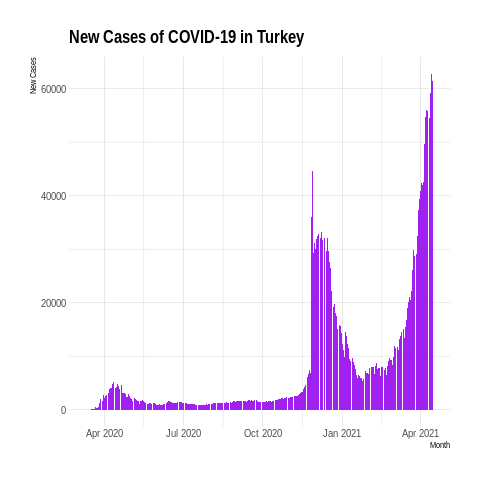 New Cases of COVID-19 in Turkey
New Cases
60000
40000
20000
0
Apr 2020 Jul 2020 Oct 2020 Jan 2021 Apr 2021
Month